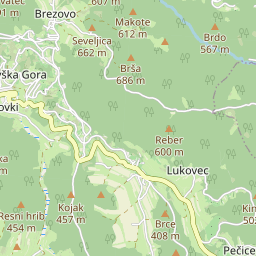 Brezovo
Makote
612 m
Seveljica
662 m
Brdo
567 m
Brša
686 m
Gora
Reber
600 m
Lukovec
Resni hrib
454 m
Kojak
457 m
Brce
408 m